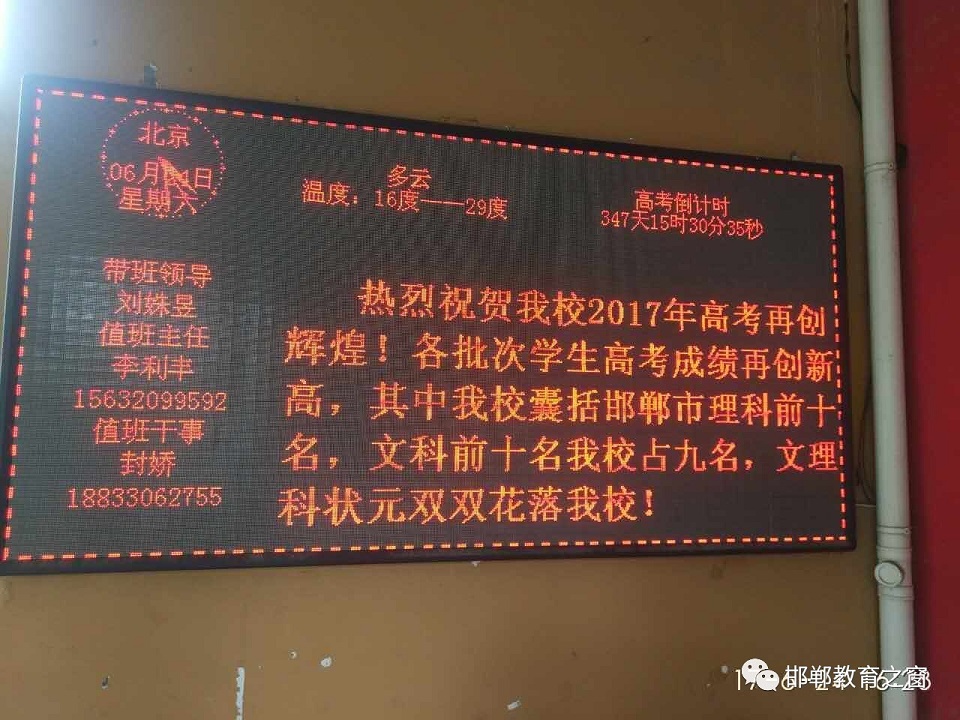 北京
06月24日
星期六
多云
温度：16度——29度
高考倒计时
347天15时30分35秒
带班领导
刘姝昱
值班主任
李利丰
15632099592
值班干事
封娇
18833062755
热烈祝贺我校2017年高考再创
辉煌！各批次学生高考成绩再创新
高，其中我校囊括邯郸市理科前十
名，文科前十名我校占九名，文理
科状元双双花落我校！
邯郸教育之窗